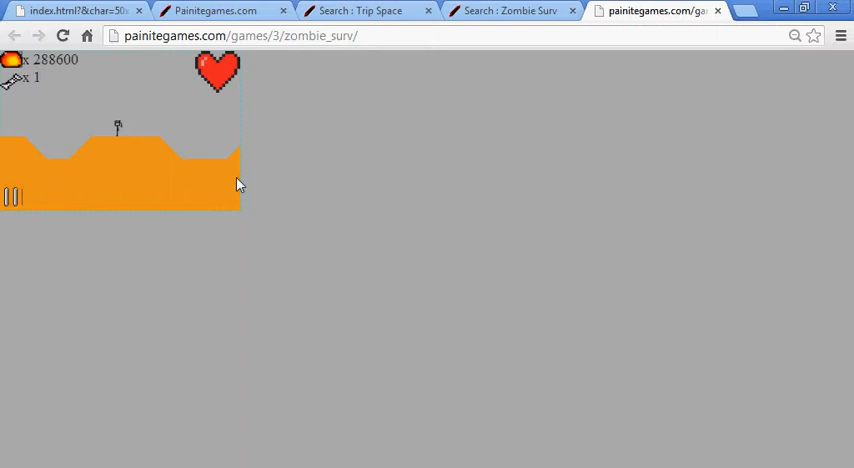 index.html?&char=50x
Painitegames.com
Search : Trip Space
Search : Zombie Surv
painitegames.com/ga
painitegames.com/games/3/zombie_surv/
x 288600
x 1